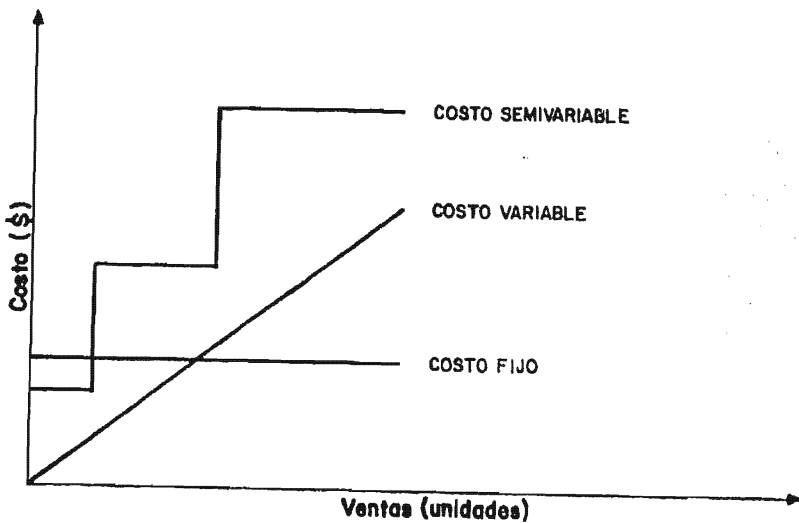 COSTO SEMIVARIABLE
COSTO VARIABLE
Costo ($)
COSTO FIJO
Ventas (unidades)